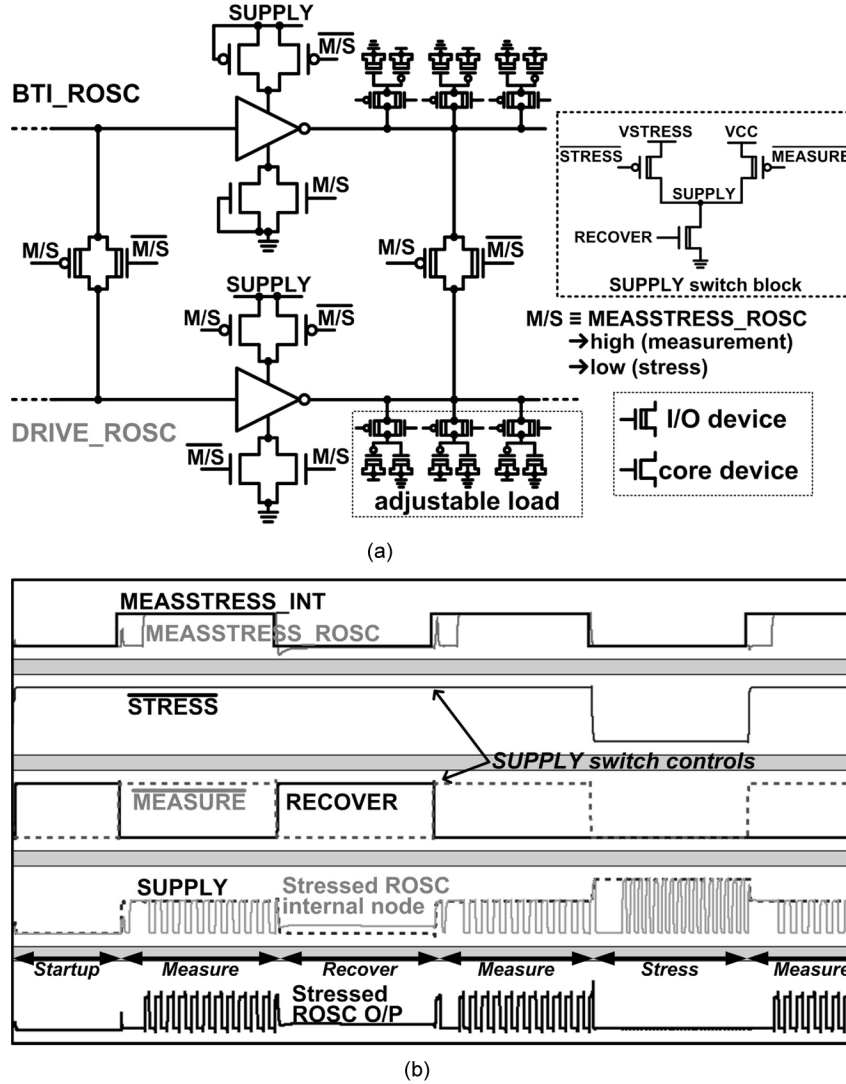 SUPPLY
M/S
BTI_ROSC
M/S
M/S
M/S
M/S
M/S
SUPPLY
M/S
M/S
DRIVE_ROSC
M/S
M/S
adjustable load
VSTRESS
VCC
STRESS
MEASURE
SUPPLY
RECOVER
SUPPLY switch block
M/S ≡ MEASSTRESS_ROSC
→high (measurement)
→low (stress)
I/O device
core device
(a)
MEASSTRESS_INT
MEASSTRESS_ROSC
STRESS
SUPPLY switch controls
MEASURE RECOVER
SUPPLY
Stressed ROSC
internal node
Startup Measure Recover Measure Stress Measure
Stressed
ROSC O/P
(b)